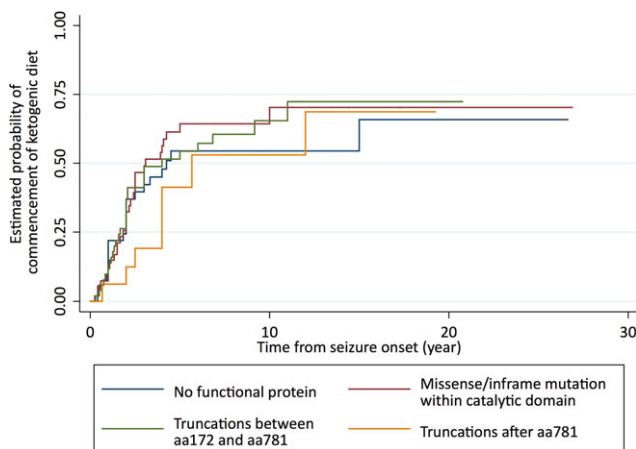 Estimated probability of
commencement of ketogenic diet
1.00
0.75
0.50
0.25
0.00
0
10
20
30
Time from seizure onset (year)
No functional protein
Missense/inframe mutation
within catalytic domain
Truncations between
aa172 and aa781
Truncations after aa781